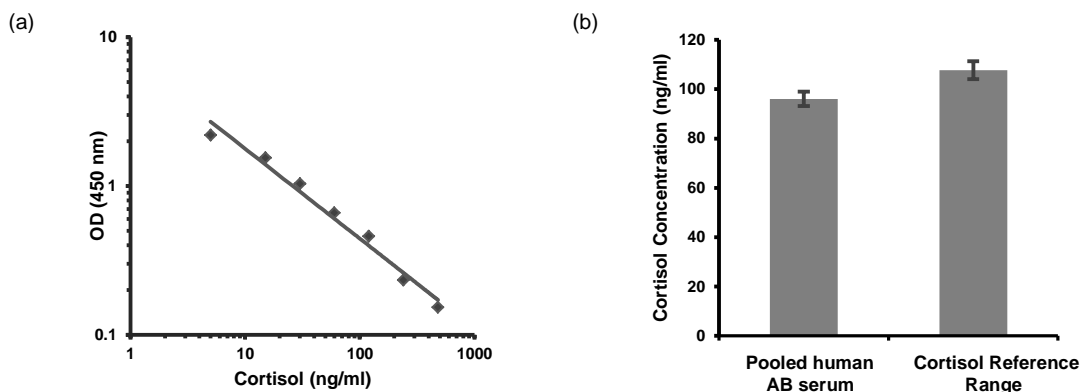 (a)
10
1
0.1
OD (450 nm)
1
10
100
1000
Cortisol (ng/ml)
(b)
120
100
80
60
40
20
0
Cortisol Concentration (ng/ml)
Pooled human
AB serum
Cortisol Reference
Range